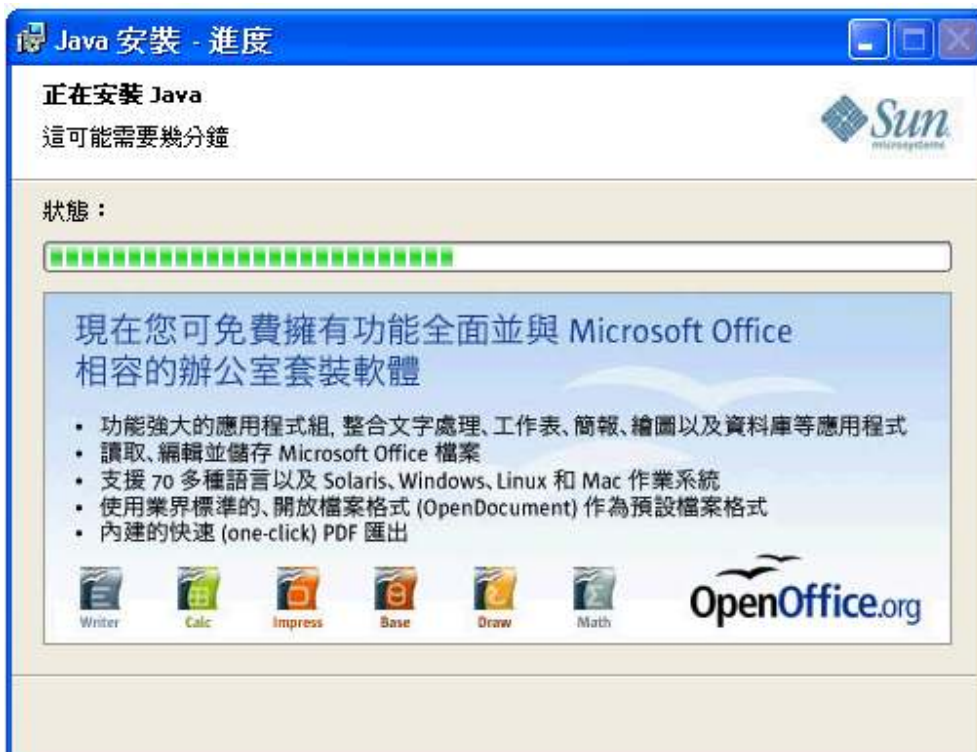 Java 安裝 - 進度
正在安裝 Java
這可能需要幾分鐘
Sun
microsystems
狀態：
現在您可免費擁有功能全面並與 Microsoft Office
相容的辦公室套裝軟體
• 功能強大的應用程式組, 整合文字處理、工作表、簡報、繪圖以及資料庫等應用程式
• 讀取、編輯並儲存 Microsoft Office 檔案
• 支援 70 多種語言以及 Solaris、Windows、Linux 和 Mac 作業系統
• 使用業界標準的、開放檔案格式 (OpenDocument) 作為預設檔案格式
• 內建的快速 (one-click) PDF 匯出
Writer Calc Impress Base Draw Math
OpenOffice.org